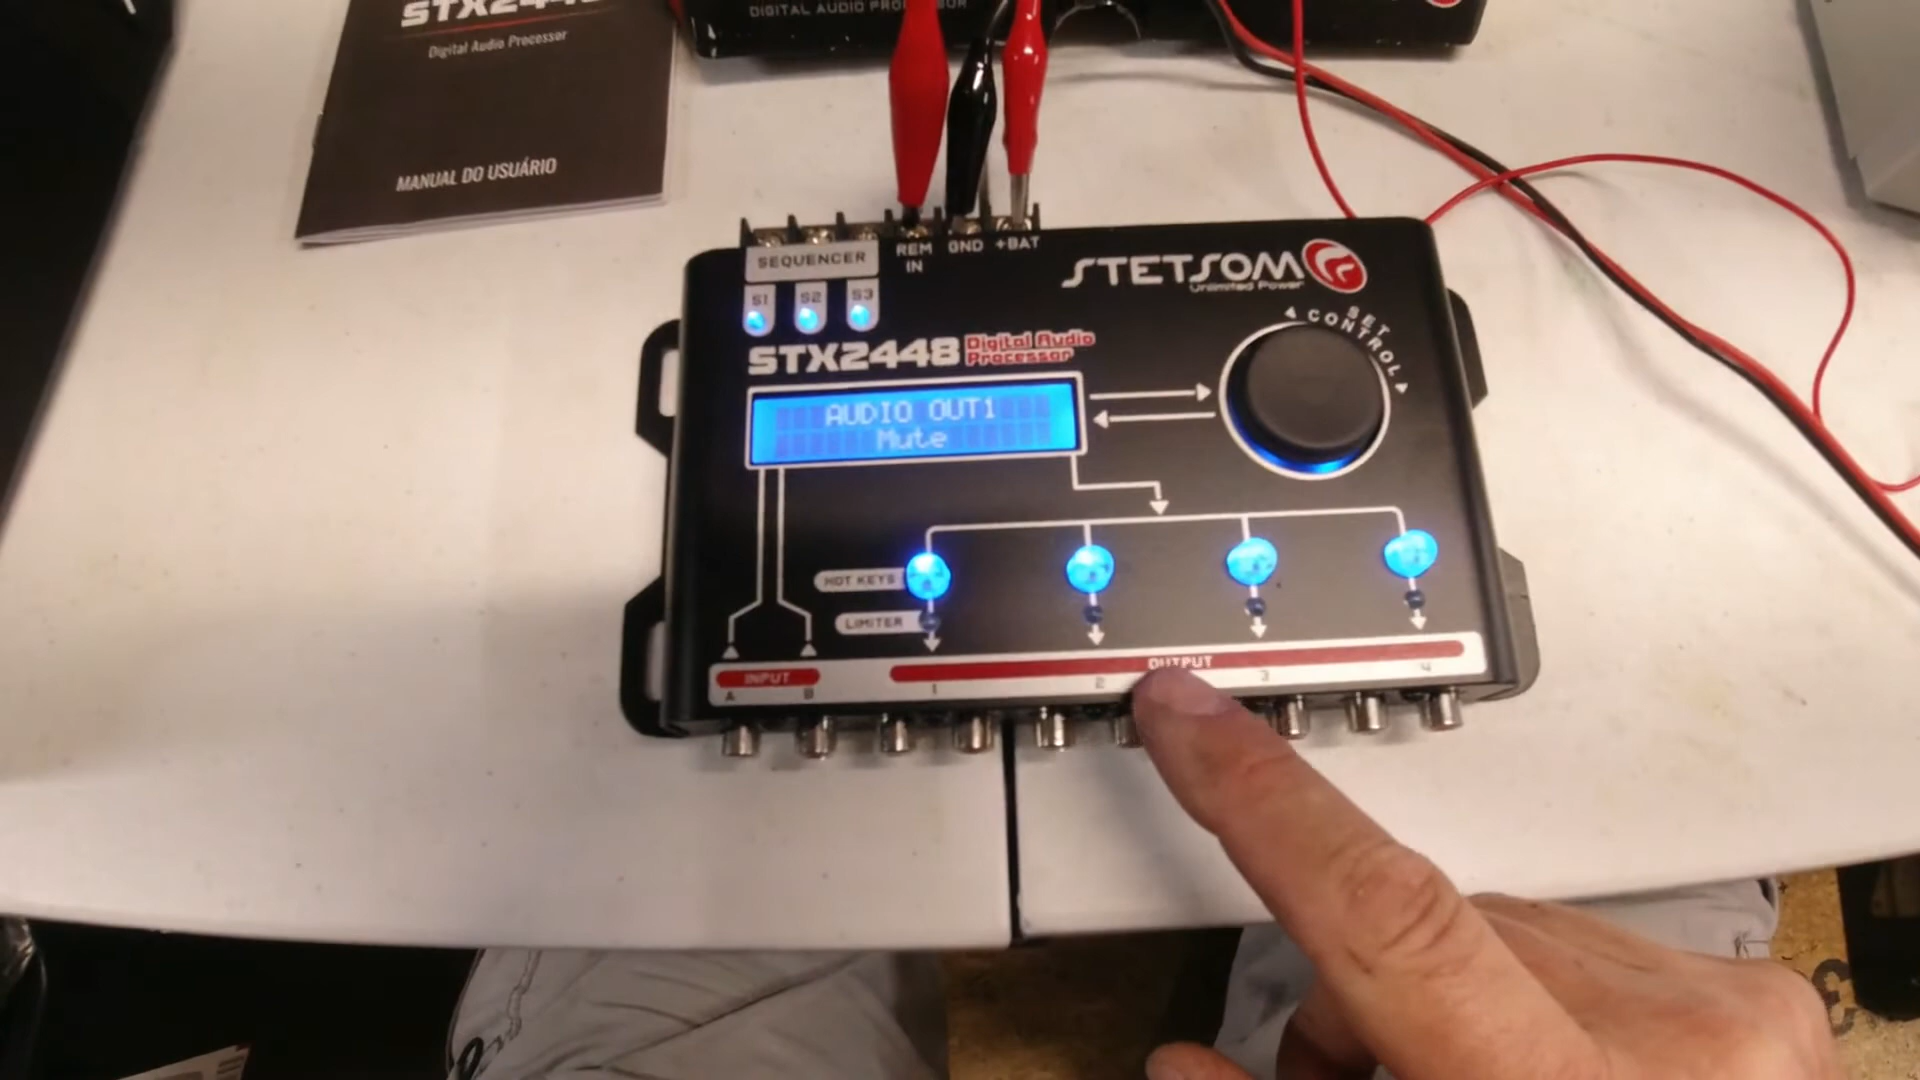 Digital Audio Processor
MANUAL DO USUÁRIO
DIGITAL AUDIO PROCESSOR
SEQUENCER
REM IN
GND
+BAT
S1
S2
S3
STETSOM
Unlimited Power
SET
CONTROL
STX2448
Digital Audio
Processor
AUDIO OUT1
Mute
HOT KEYS
LIMITER
INPUT
OUTPUT
A
B
1
2
3
4